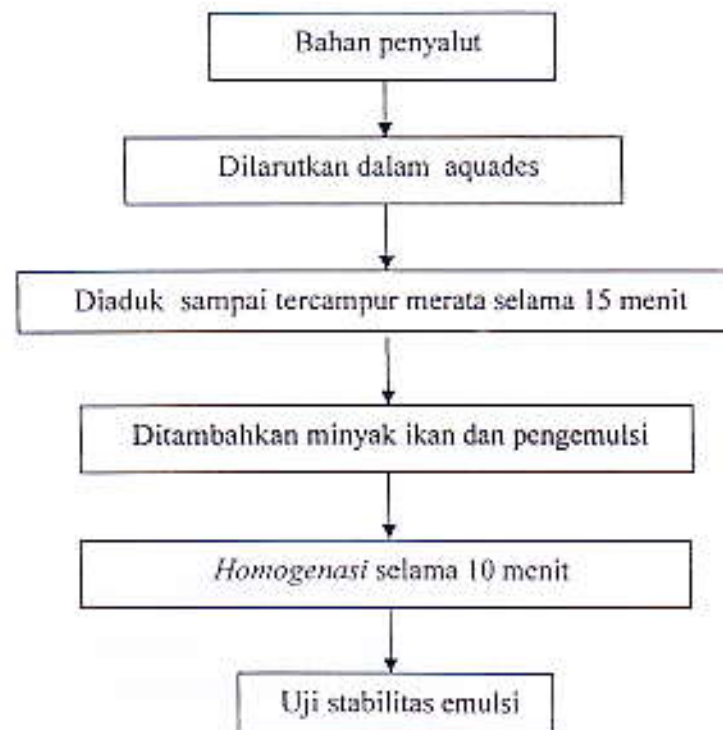 Bahan penyalut
Dilarutkan dalam aquades
Diaduk sampai tercampur merata selama 15 menit
Ditambahkan minyak ikan dan pengemulsi
Homogenasi selama 10 menit
Uji stabilitas emulsi